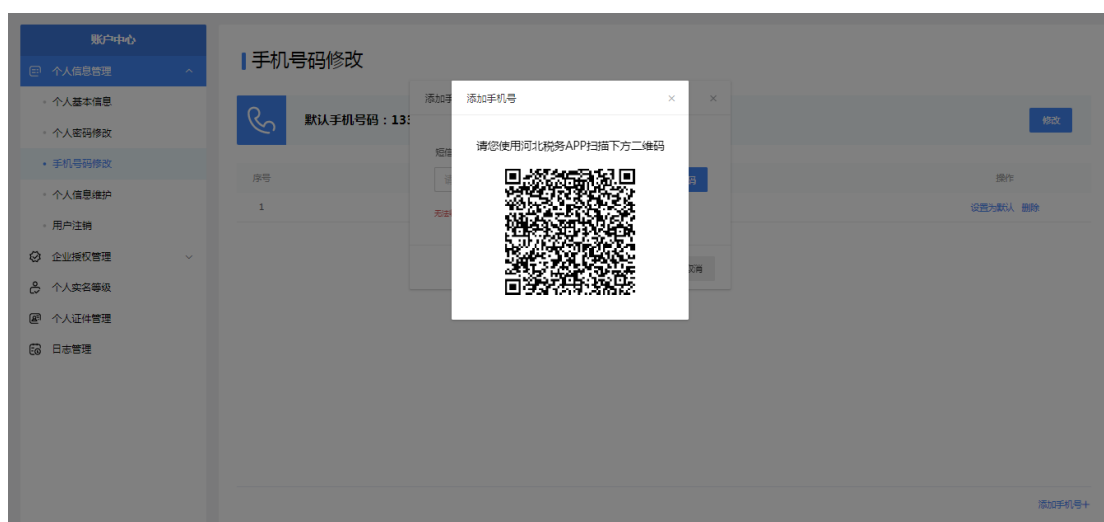 账户中心
个人信息管理
个人基本信息
个人密码修改
手机号码修改
个人信息维护
用户注销
企业授权管理
个人实名等级
个人证件管理
日志管理
手机号码修改
默认手机号码：133
修改
序号
操作
1
设置为默认 删除
添加手
短信
码
无法
取消
添加手机号
请您使用河北税务APP扫描下方二维码
添加手机号+